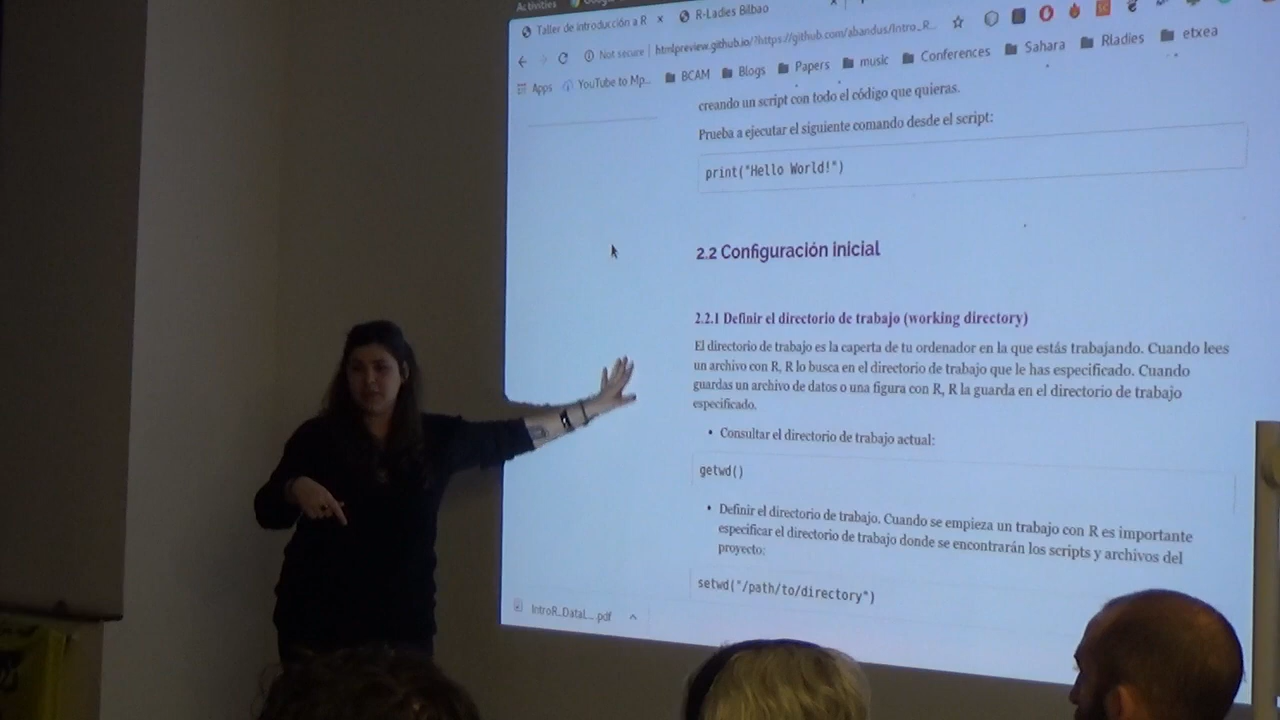 Activities
Taller de introducción a R × R-Ladies Bilbao ×
Not secure | htmlpreview.github.io/?https://github.com/abandus/Intro_R...
Apps YouTube to Mp... BCAM Blogs Papers music Conferences Sahara Rladies etxea
creando un script con todo el código que quieras.
Prueba a ejecutar el siguiente comando desde el script:
print("Hello World!")
2.2 Configuración inicial
2.2.1 Definir el directorio de trabajo (working directory)
El directorio de trabajo es la caperta de tu ordenador en la que estás trabajando. Cuando lees
un archivo con R, R lo busca en el directorio de trabajo que le has especificado. Cuando
guardas un archivo de datos o una figura con R, R la guarda en el directorio de trabajo
especificado.
• Consultar el directorio de trabajo actual:
getwd()
• Definir el directorio de trabajo. Cuando se empieza un trabajo con R es importante
especificar el directorio de trabajo donde se encontrarán los scripts y archivos del
proyecto:
setwd("/path/to/directory")
IntroR_DataL....pdf